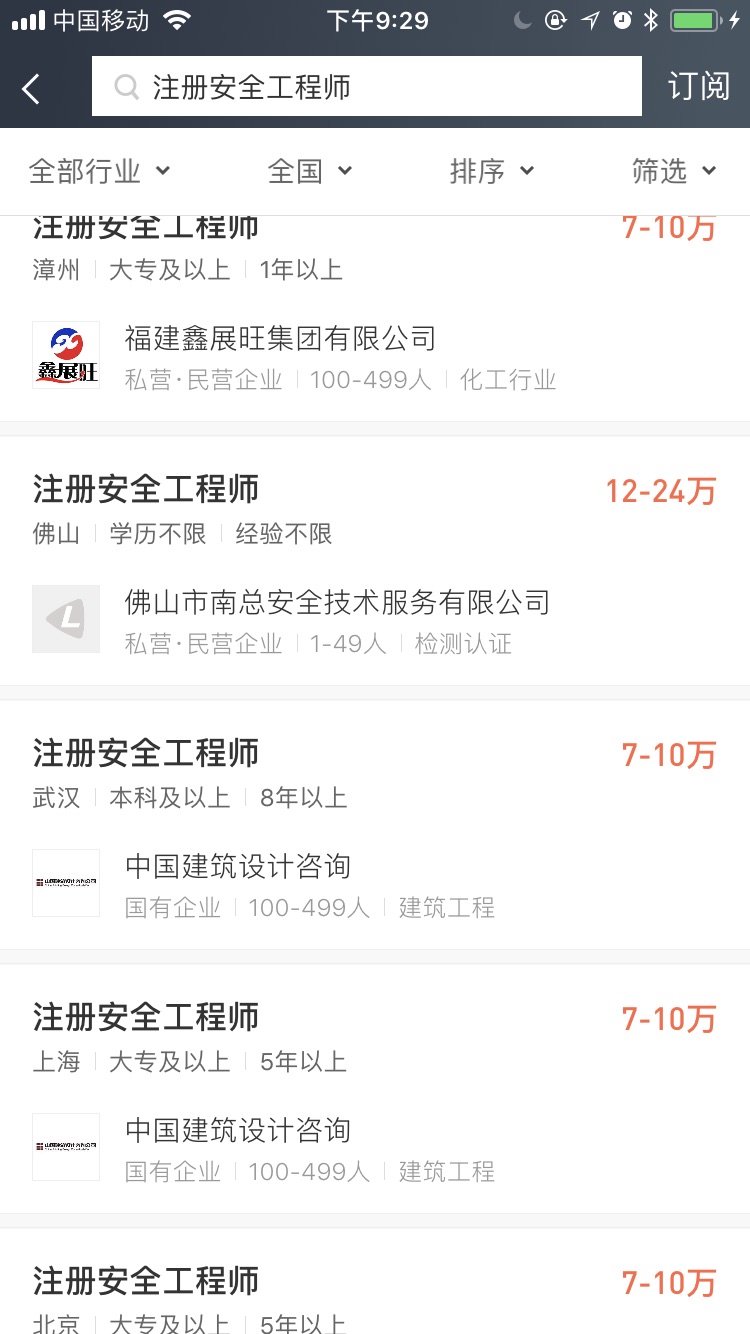 中国移动 下午9:29
注册安全工程师 订阅
全部行业 全国 排序 筛选
注册安全工程师 7-10万
漳州 大专及以上 1年以上
鑫展旺
福建鑫展旺集团有限公司
私营·民营企业 100-499人 化工行业
注册安全工程师 12-24万
佛山 学历不限 经验不限
L
佛山市南总安全技术服务有限公司
私营·民营企业 1-49人 检测认证
注册安全工程师 7-10万
武汉 本科及以上 8年以上
中国建筑设计咨询
国有企业 100-499人 建筑工程
注册安全工程师 7-10万
上海 大专及以上 5年以上
中国建筑设计咨询
国有企业 100-499人 建筑工程
注册安全工程师 7-10万
北京 大专及以上 5年以上